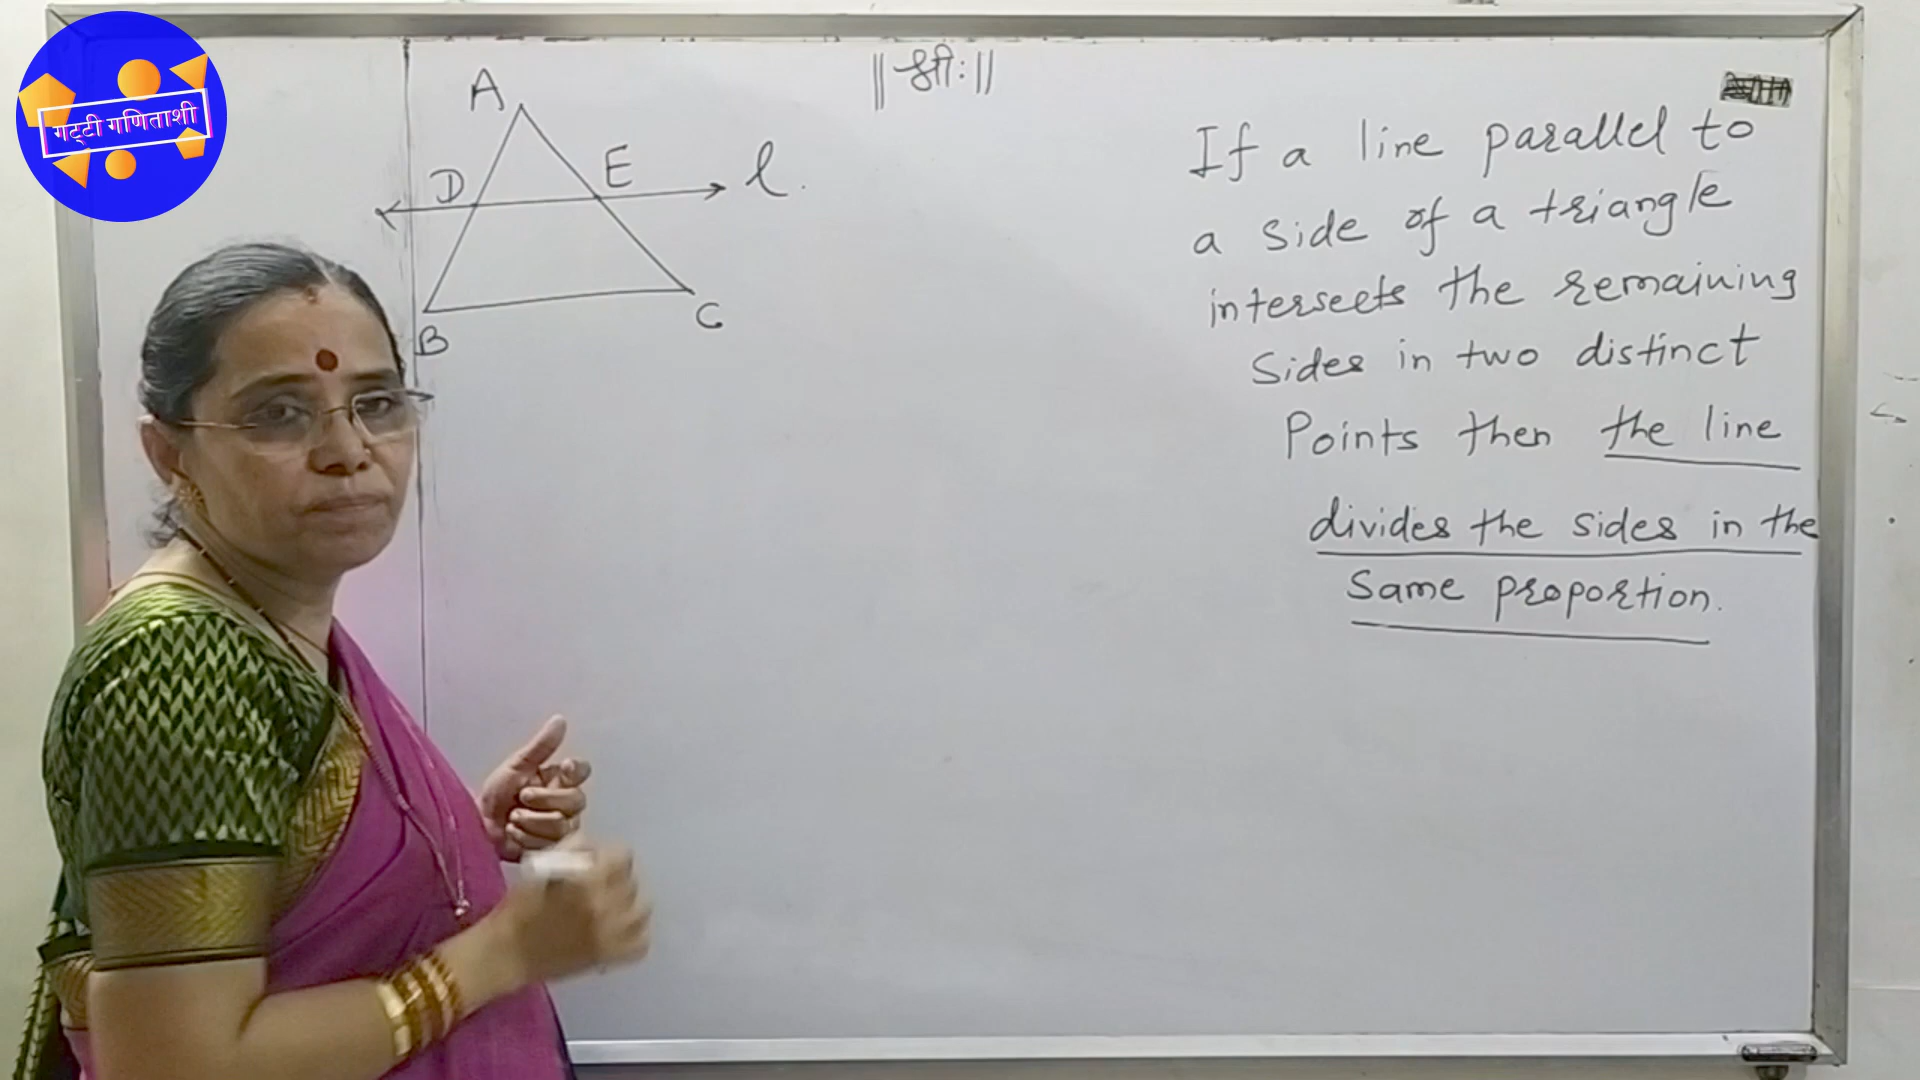 गट्टी गणिताशी
|| श्रीः ||
A
D
E
l.
B
C
If a line parallel to
a side of a triangle
intersects the remaining
sides in two distinct
Points then the line
divides the sides in the
same proportion.